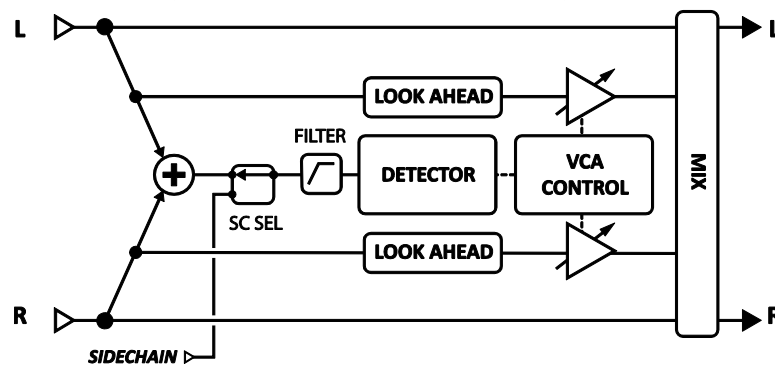 L
L
LOOK AHEAD
FILTER
DETECTOR
VCA
CONTROL
MIX
SC SEL
LOOK AHEAD
R
R
SIDECHAIN